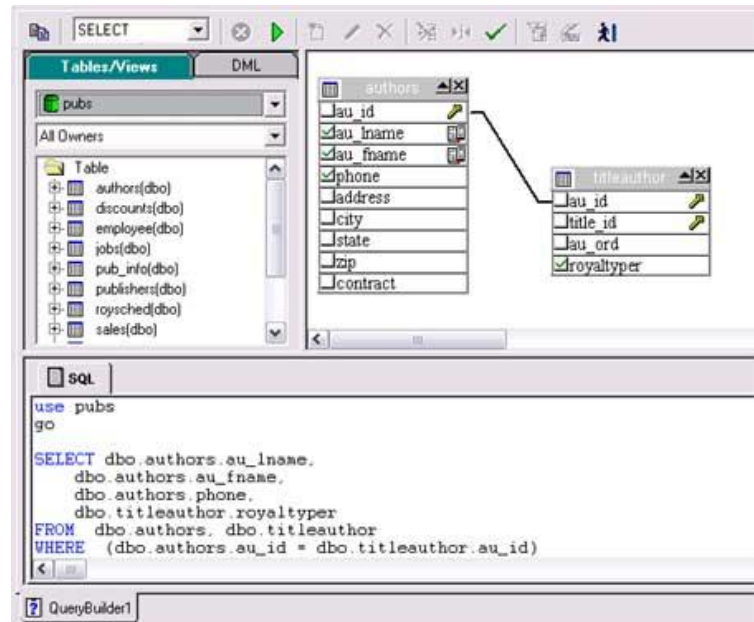 SELECT
Tables/Views
DML
pubs
All Owners
Table
authors(dbo)
discounts(dbo)
employee(dbo)
jobs(dbo)
pub_info(dbo)
publishers(dbo)
roysched(dbo)
sales(dbo)
authors
au_id
au_lname
au_fname
phone
address
city
state
zip
contract
titleauthor
au_id
title_id
au_ord
royaltyper
SQL
use pubs
go
SELECT dbo.authors.au_lname,
dbo.authors.au_fname,
dbo.authors.phone,
dbo.titleauthor.royaltyper
FROM dbo.authors, dbo.titleauthor
WHERE (dbo.authors.au_id = dbo.titleauthor.au_id)
QueryBuilder1